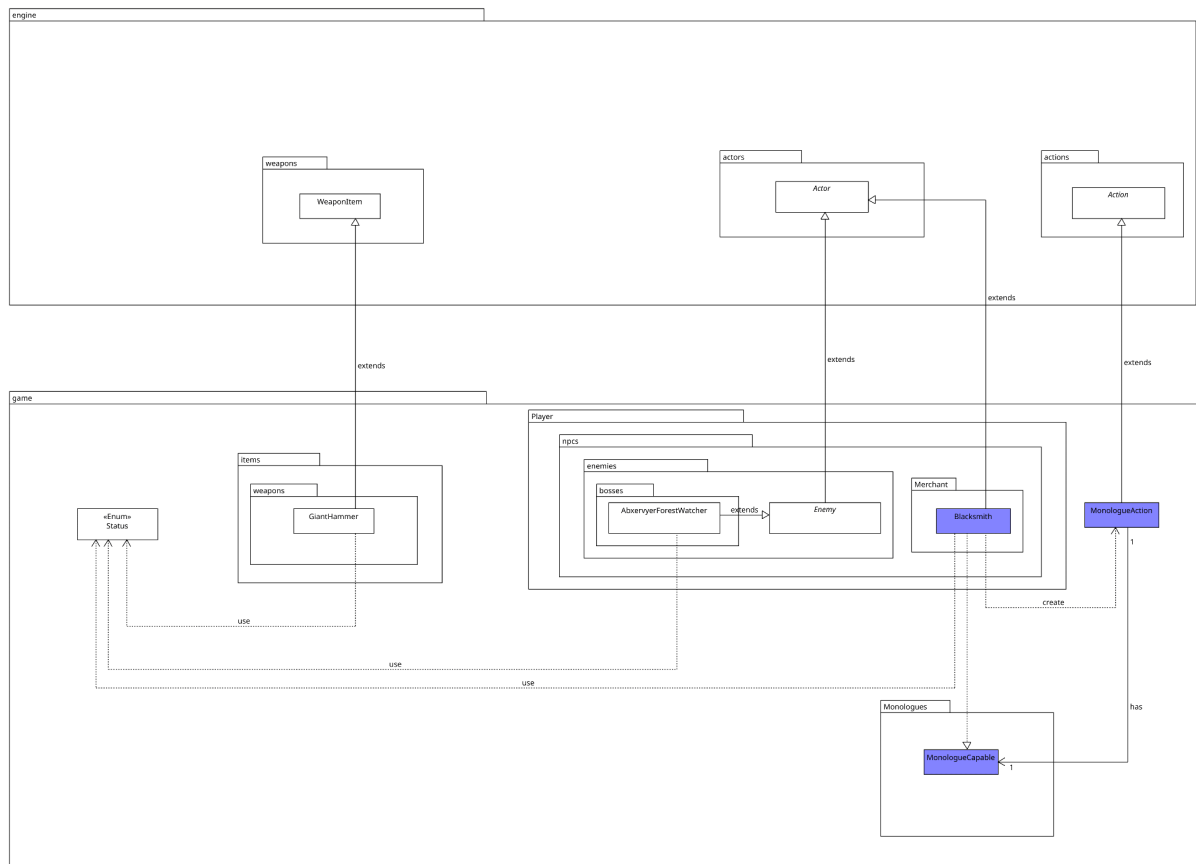 engine
weapons
WeaponItem
actors
Actor
actions
Action
extends
extends
extends
extends
game
Player
npcs
enemies
bosses
AbxervyerForestWatcher
extends
Enemy
Merchant
Blacksmith
MonologueAction
1
items
weapons
GiantHammer
«Enum»
Status
create
use
use
use
has
Monologues
MonologueCapable
1